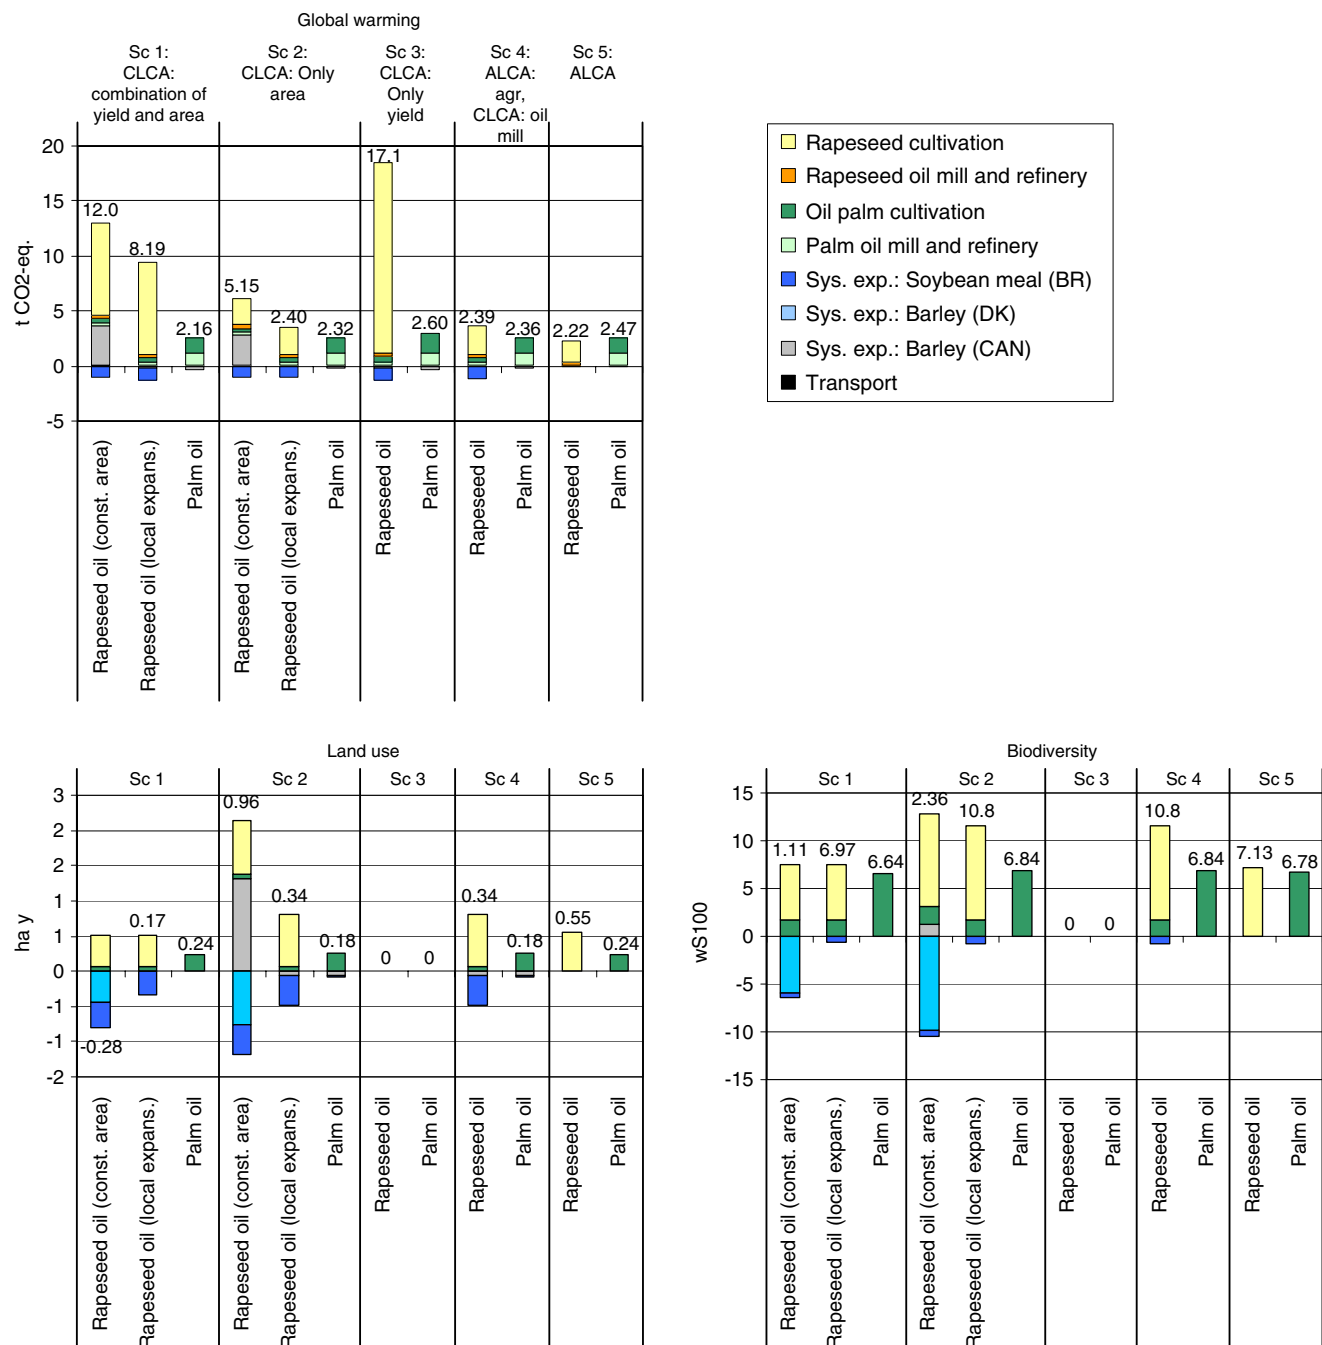 Global warming
Sc 1:
CLCA:
combination of
yield and area
Sc 2:
CLCA: Only
area
Sc 3:
CLCA:
Only
yield
Sc 4:
ALCA:
agr,
CLCA: oil
mill
Sc 5:
ALCA
t CO2-eq.
20
15
10
5
0
-5
12.0
8.19
2.16
5.15
2.40
2.32
17.1
2.60
2.39
2.36
2.22
2.47
Rapeseed oil (const. area)
Rapeseed oil (local expans.)
Palm oil
Rapeseed oil (const. area)
Rapeseed oil (local expans.)
Palm oil
Rapeseed oil
Palm oil
Rapeseed oil
Palm oil
Rapeseed oil
Palm oil
Rapeseed cultivation
Rapeseed oil mill and refinery
Oil palm cultivation
Palm oil mill and refinery
Sys. exp.: Soybean meal (BR)
Sys. exp.: Barley (DK)
Sys. exp.: Barley (CAN)
Transport
Land use
Sc 1
Sc 2
Sc 3
Sc 4
Sc 5
ha y
3
2
2
1
1
0
-1
-1
-2
-0.28
0.17
0.24
0.96
0.34
0.18
0
0
0.34
0.18
0.55
0.24
Rapeseed oil (const. area)
Rapeseed oil (local expans.)
Palm oil
Rapeseed oil (const. area)
Rapeseed oil (local expans.)
Palm oil
Rapeseed oil
Palm oil
Rapeseed oil
Palm oil
Rapeseed oil
Palm oil
Biodiversity
Sc 1
Sc 2
Sc 3
Sc 4
Sc 5
wS100
15
10
5
0
-5
-10
-15
1.11
6.97
6.64
2.36
10.8
6.84
0
0
10.8
6.84
7.13
6.78
Rapeseed oil (const. area)
Rapeseed oil (local expans.)
Palm oil
Rapeseed oil (const. area)
Rapeseed oil (local expans.)
Palm oil
Rapeseed oil
Palm oil
Rapeseed oil
Palm oil
Rapeseed oil
Palm oil